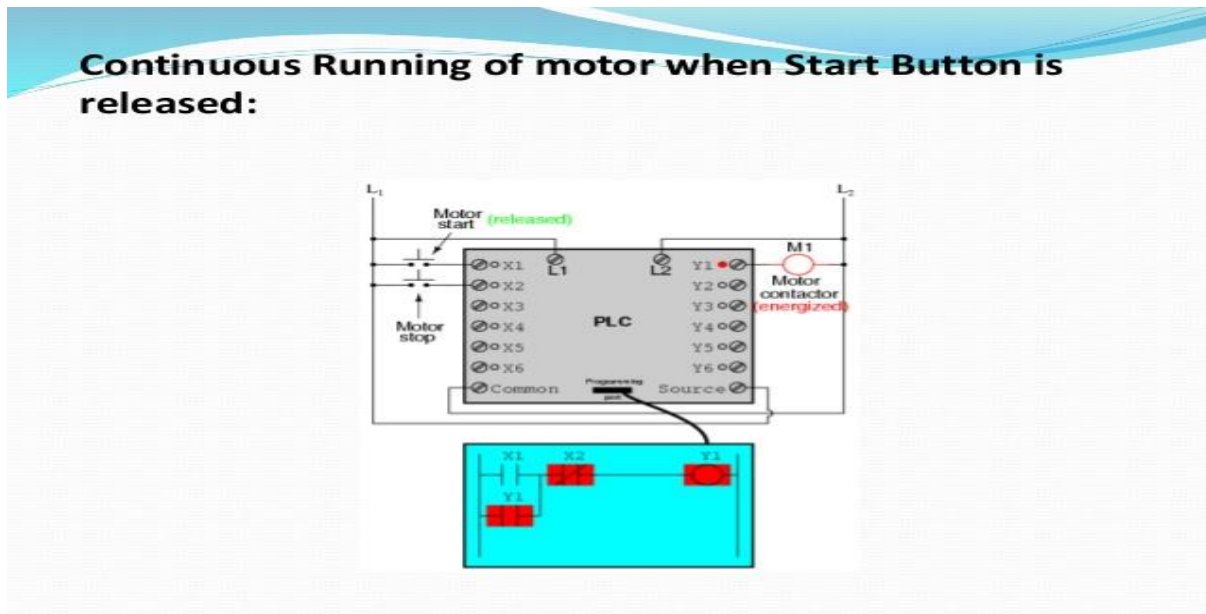 Continuous Running of motor when Start Button is
released:
L1
L2
Motor
start (released)
M1
X1
L1
L2
Y1
X2
Y2
Motor
contactor
(energized)
X3
Y3
Motor
stop
X4
PLC
Y4
X5
Y5
X6
Y6
Common
Programming
port
Source
X1
X2
Y1
Y1